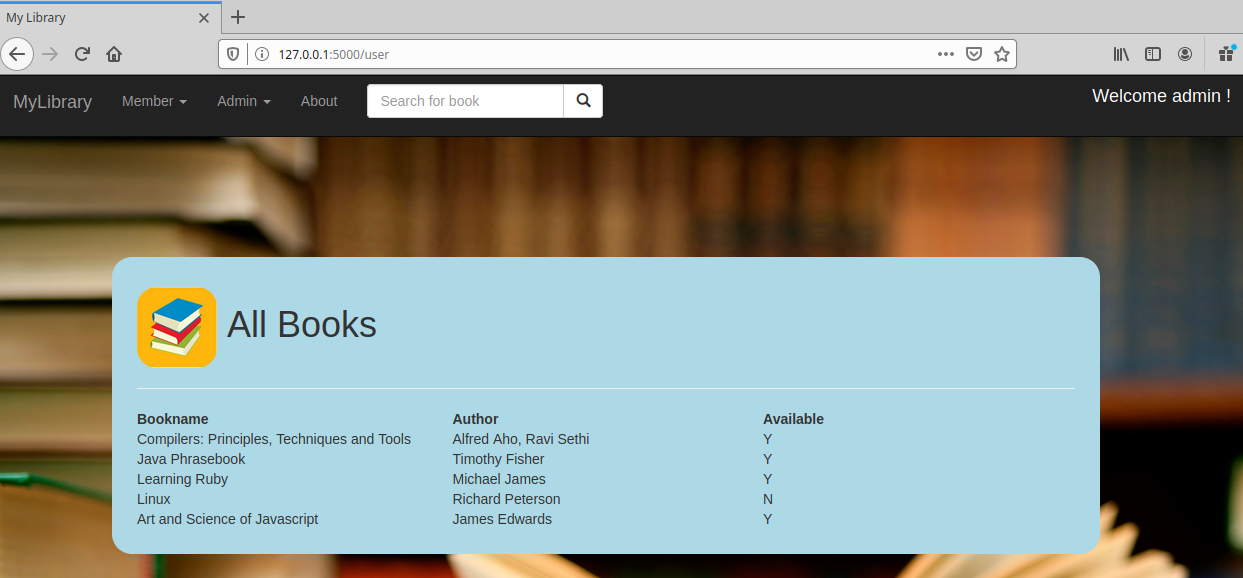 My Library
127.0.0.1:5000/user
MyLibrary Member Admin About Search for book Welcome admin !
All Books
Bookname Author Available
Compilers: Principles, Techniques and Tools Alfred Aho, Ravi Sethi Y
Java Phrasebook Timothy Fisher Y
Learning Ruby Michael James Y
Linux Richard Peterson N
Art and Science of Javascript James Edwards Y